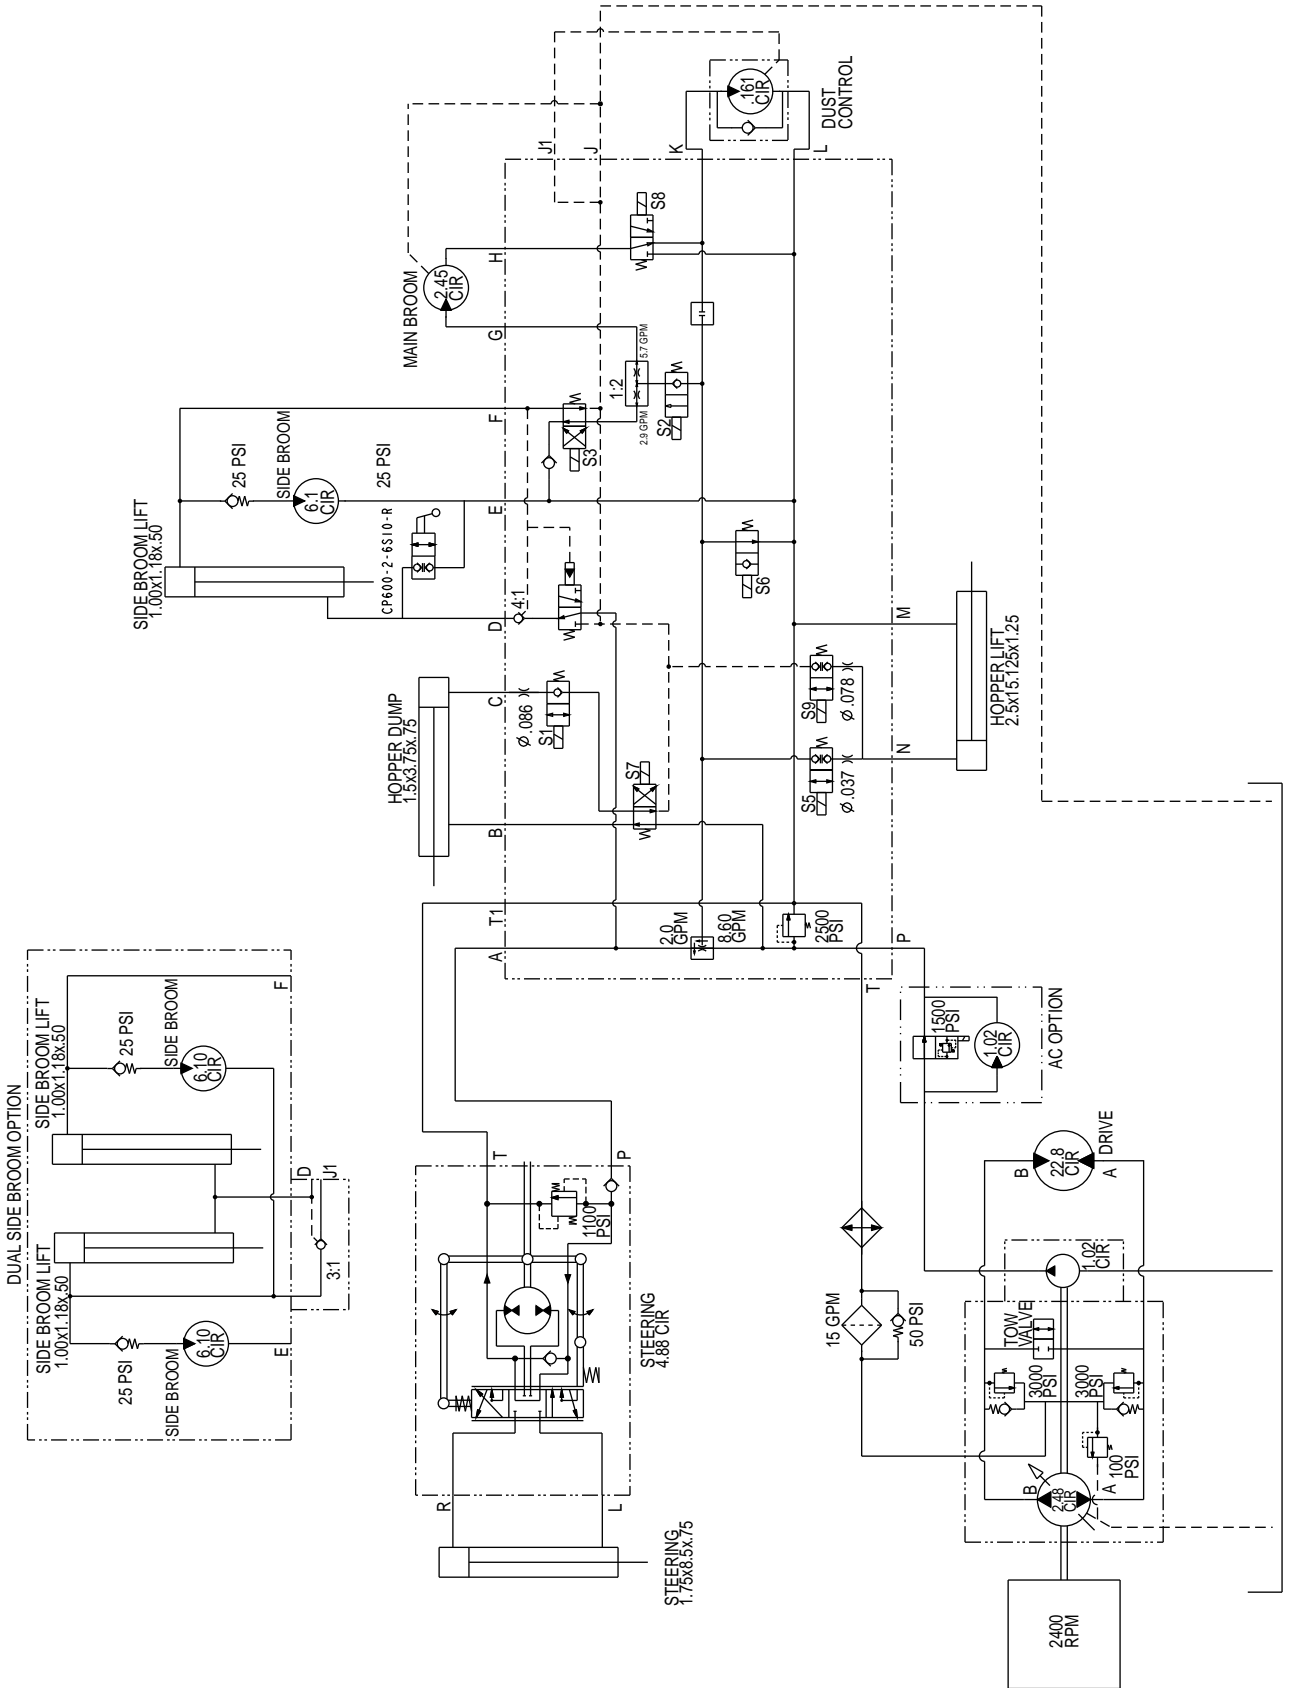 DUAL SIDE BROOM OPTION
SIDE BROOM LIFT
1.00x1.18x.50
25 PSI
SIDE BROOM
6.10
CIR
F
SIDE BROOM LIFT
1.00x1.18x.50
D
J1
3:1
25 PSI
SIDE BROOM
6.10
CIR
E
SIDE BROOM LIFT
1.00x1.18x.50
25 PSI
SIDE BROOM
6.1
CIR
25 PSI
CP600-2-6S10-R
MAIN BROOM
2.45
CIR
.161
CIR
DUST
CONTROL
J1
J
K
L
H
G
F
E
D
C
B
T1
A
S8
1:2
5.7 GPM
2.9 GPM
S2
S3
4:1
S6
HOPPER DUMP
1.5x3.75x.75
Ø.086
S1
S7
S9
Ø.078
S5
Ø.037
M
N
HOPPER LIFT
2.5x15.125x1.25
2.0
GPM
8.60
GPM
2500
PSI
P
T
1500
PSI
1.02
CIR
AC OPTION
T
P
1100
PSI
STEERING
4.88 CIR
R
L
STEERING
1.75x8.5x.75
15 GPM
50 PSI
B
22.8
CIR
DRIVE
A
1.02
CIR
TOW
VALVE
3000
PSI
3000
PSI
100
PSI
B
2.48
CIR
A
2400
RPM